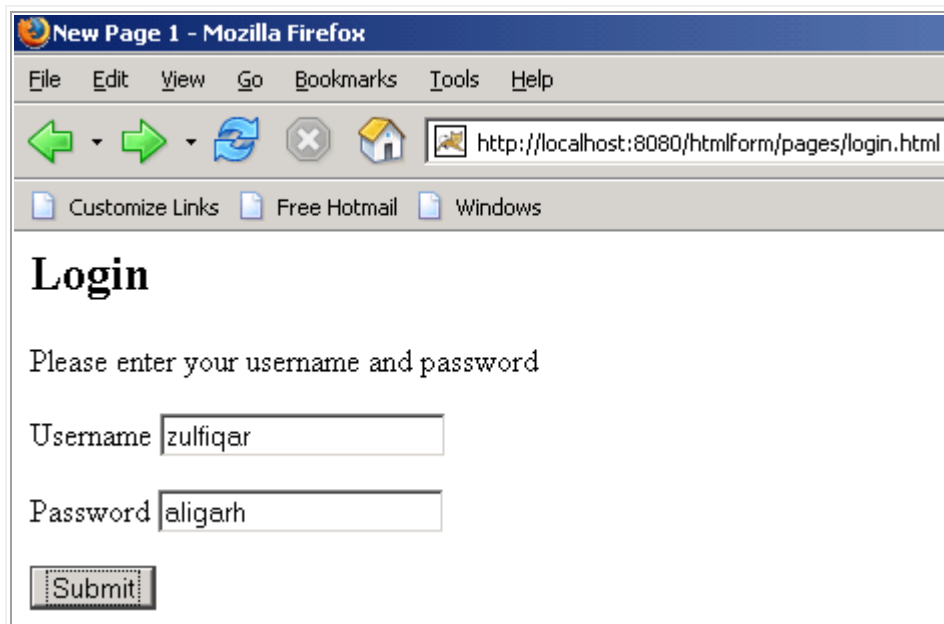 New Page 1 - Mozilla Firefox
File Edit View Go Bookmarks Tools Help
http://localhost:8080/htmlform/pages/login.html
Customize Links Free Hotmail Windows
Login
Please enter your username and password
Username zulfiqar
Password aligarh
Submit